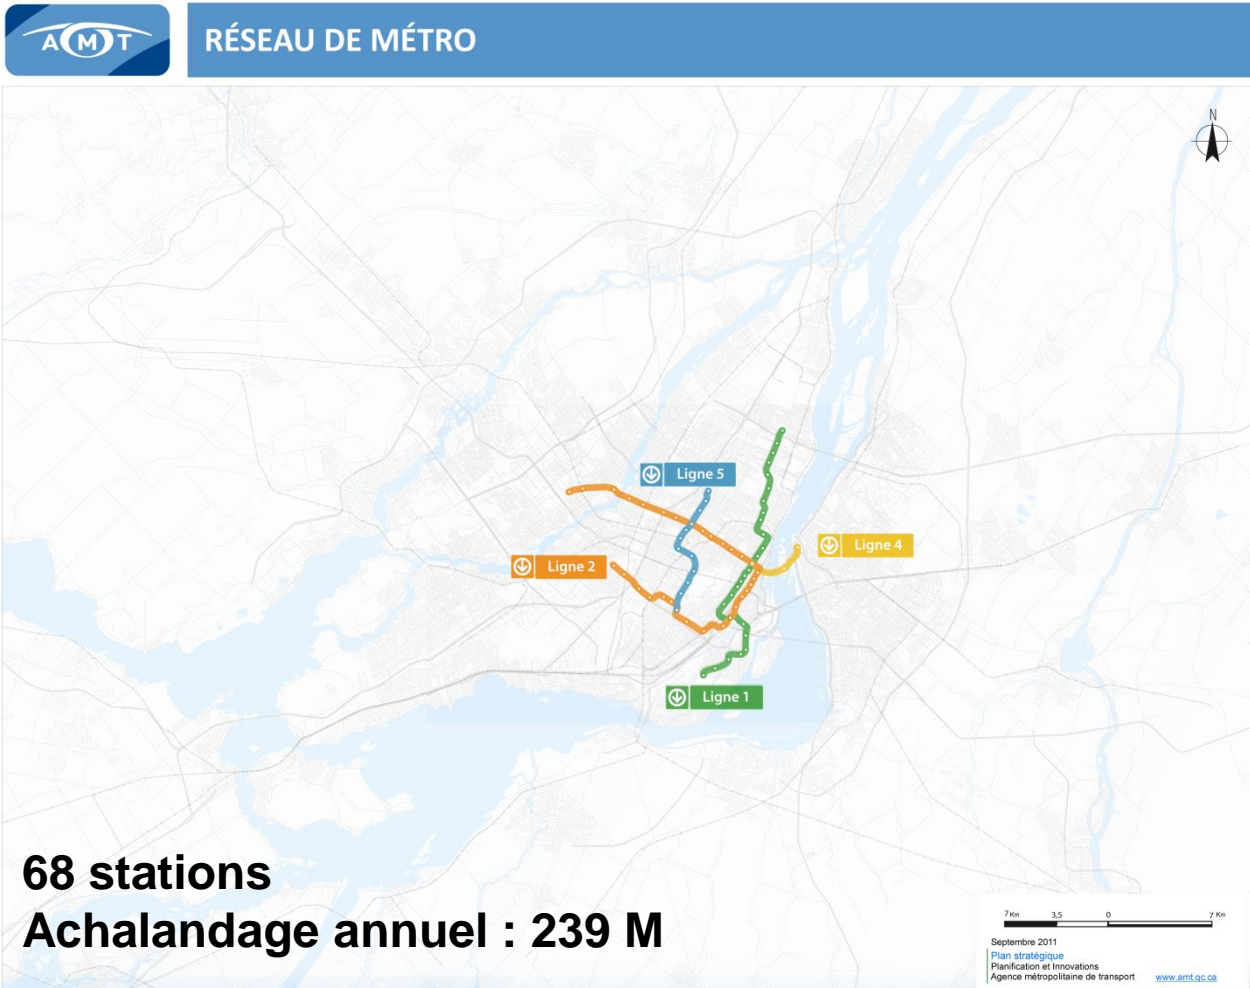 AMT
RÉSEAU DE MÉTRO
N
Ligne 5
Ligne 4
Ligne 2
Ligne 1
68 stations
Achalandage annuel : 239 M
7 Km 3,5 0 7 Km
Septembre 2011
Plan stratégique
Planification et Innovations
Agence métropolitaine de transport www.amt.qc.ca